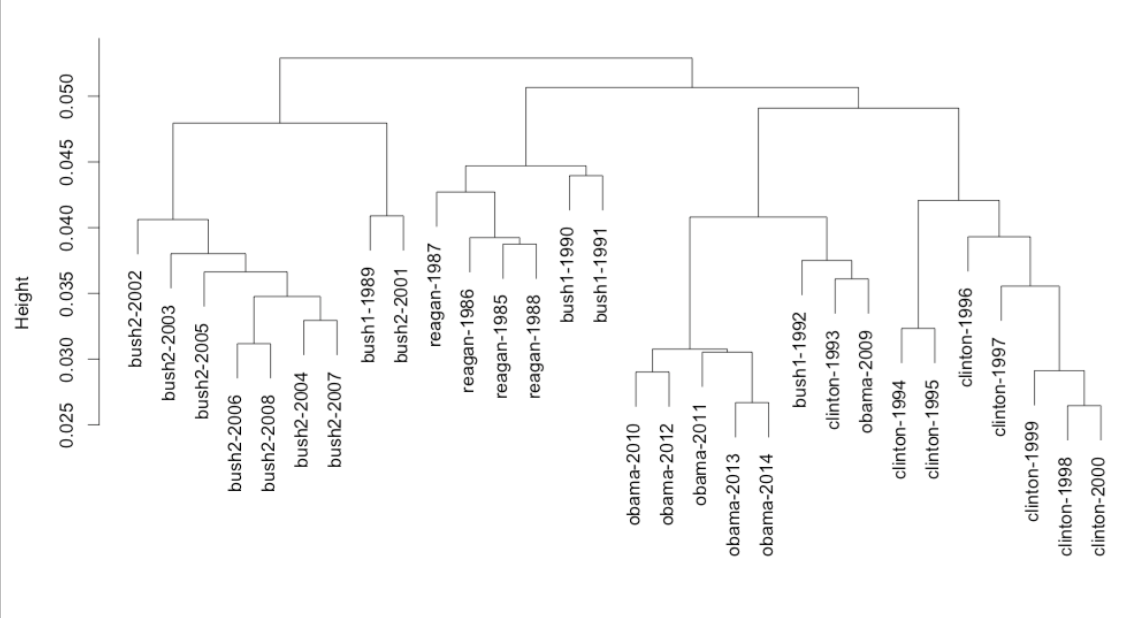 Height
0.050
0.045
0.040
0.035
0.030
0.025
bush2-2002
bush2-2003
bush2-2005
bush2-2006
bush2-2008
bush2-2004
bush2-2007
bush1-1989
bush2-2001
reagan-1987
reagan-1986
reagan-1985
reagan-1988
bush1-1990
bush1-1991
obama-2010
obama-2012
obama-2011
obama-2013
obama-2014
bush1-1992
clinton-1993
obama-2009
clinton-1994
clinton-1995
clinton-1996
clinton-1997
clinton-1999
clinton-1998
clinton-2000